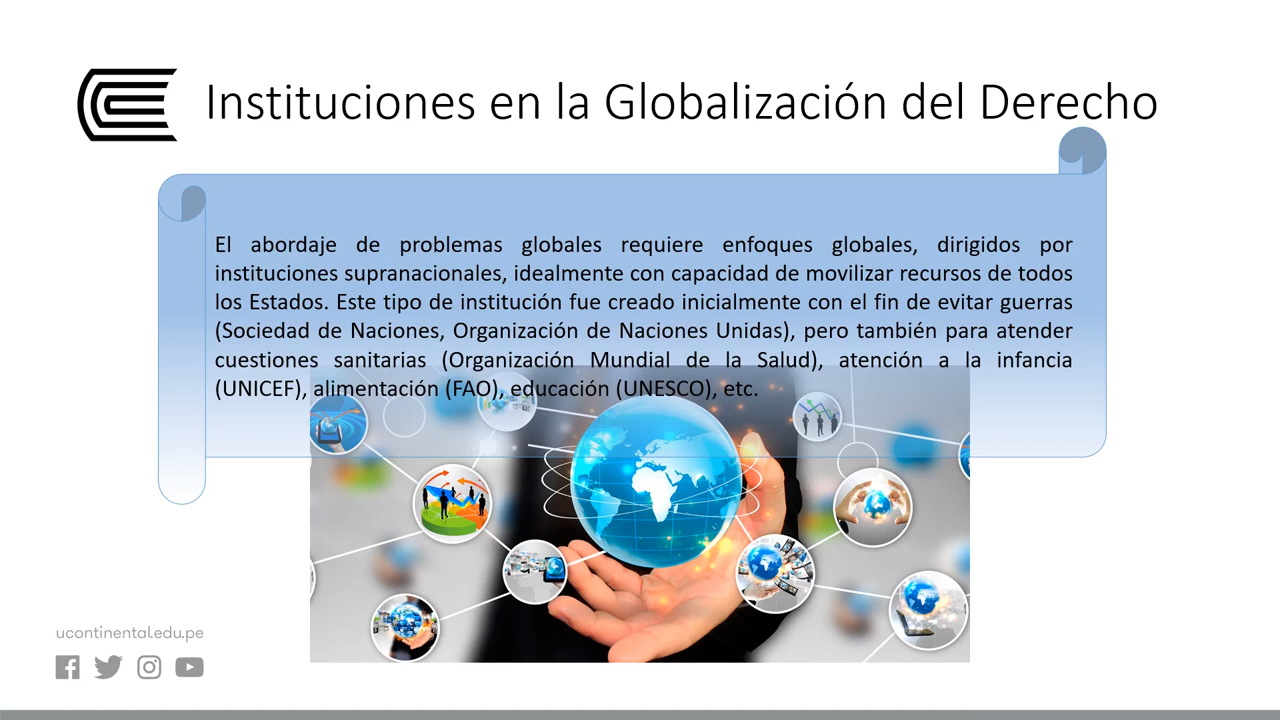 Instituciones en la Globalización del Derecho
El abordaje de problemas globales requiere enfoques globales, dirigidos por
instituciones supranacionales, idealmente con capacidad de movilizar recursos de todos
los Estados. Este tipo de institución fue creado inicialmente con el fin de evitar guerras
(Sociedad de Naciones, Organización de Naciones Unidas), pero también para atender
cuestiones sanitarias (Organización Mundial de la Salud), atención a la infancia
(UNICEF), alimentación (FAO), educación (UNESCO), etc.
ucontinental.edu.pe